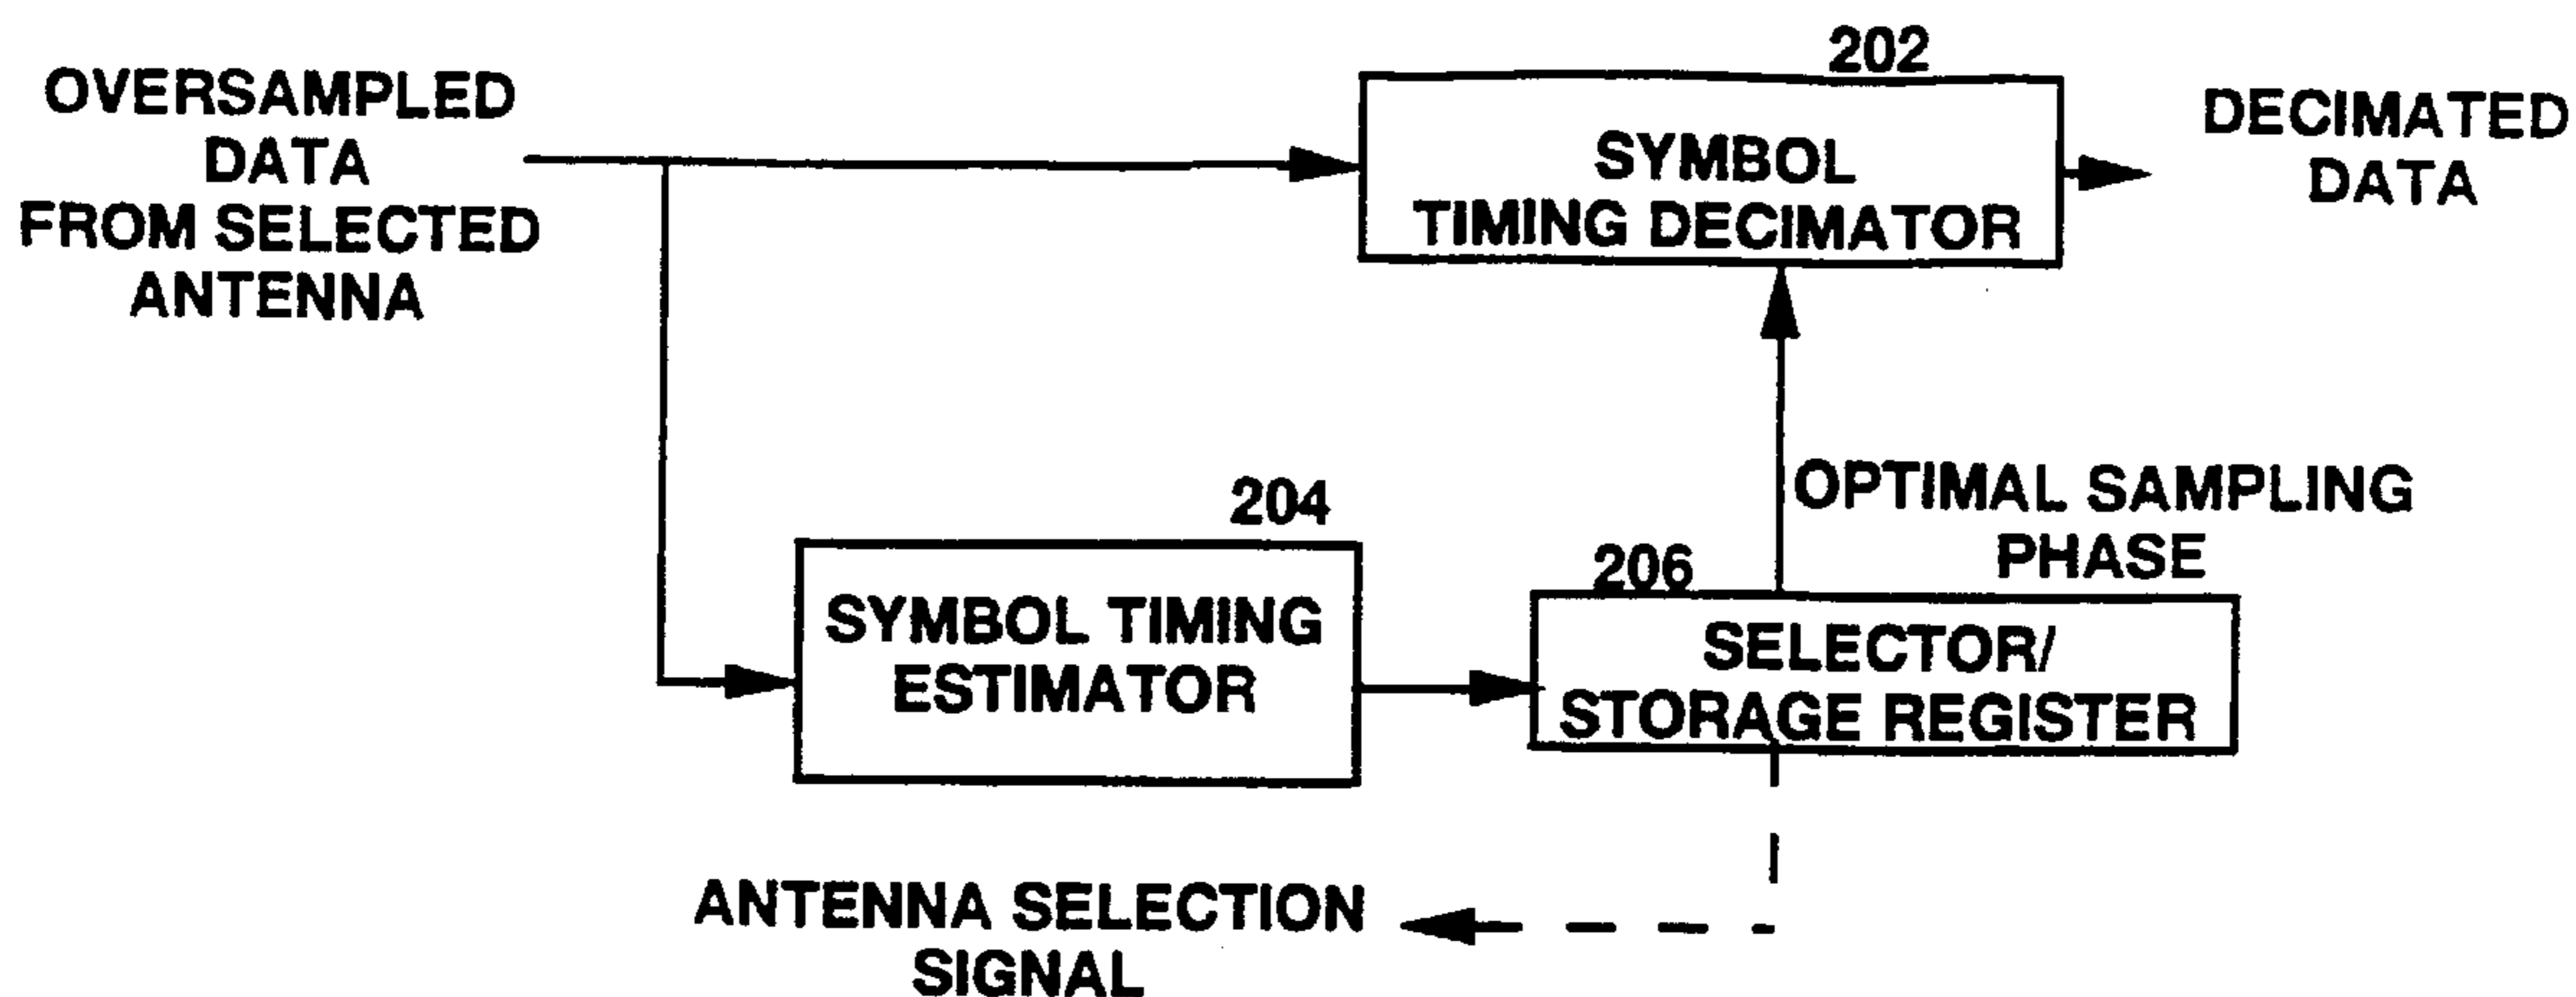 OVERSAMPLED
DATA
FROM SELECTED
ANTENNA
202
SYMBOL
TIMING DECIMATOR
DECIMATED
DATA
OPTIMAL SAMPLING
PHASE
204
SYMBOL TIMING
ESTIMATOR
206
SELECTOR/
STORAGE REGISTER
ANTENNA SELECTION
SIGNAL